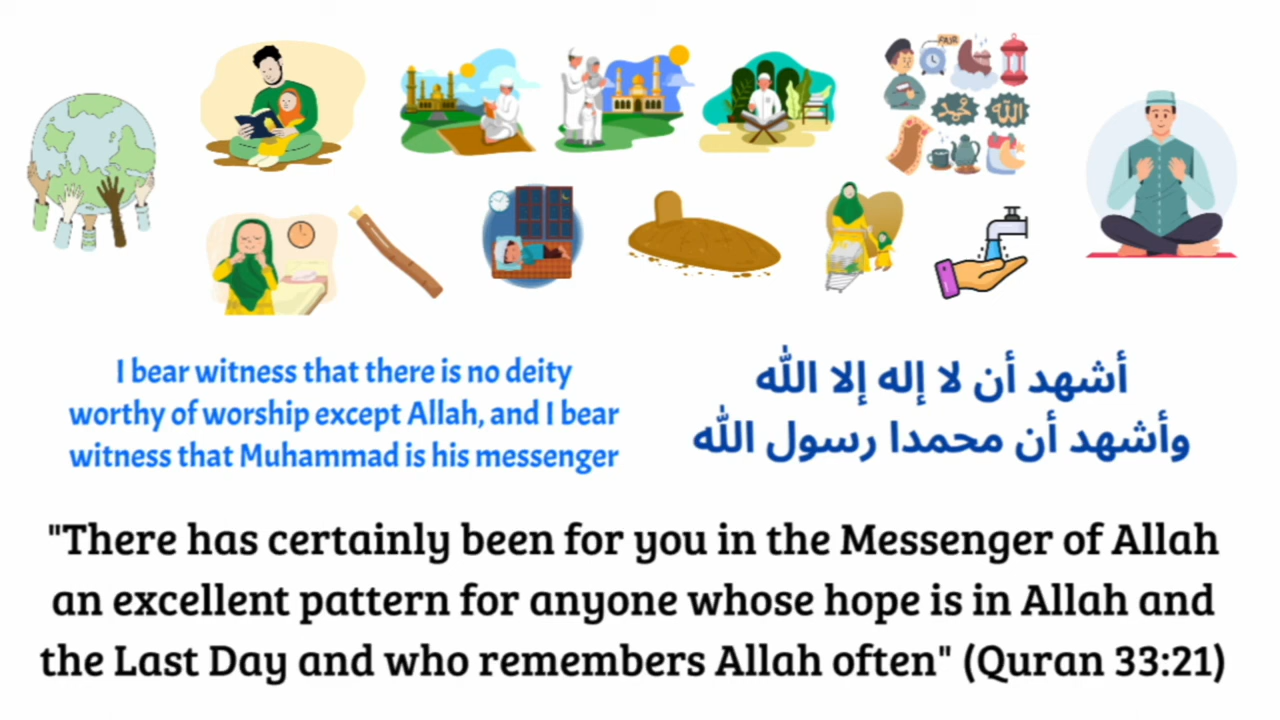 FAJR
محمد
الله
I bear witness that there is no deity
worthy of worship except Allah, and I bear
witness that Muhammad is his messenger
أشهد أن لا إله إلا الله
وأشهد أن محمدا رسول الله
"There has certainly been for you in the Messenger of Allah
an excellent pattern for anyone whose hope is in Allah and
the Last Day and who remembers Allah often" (Quran 33:21)